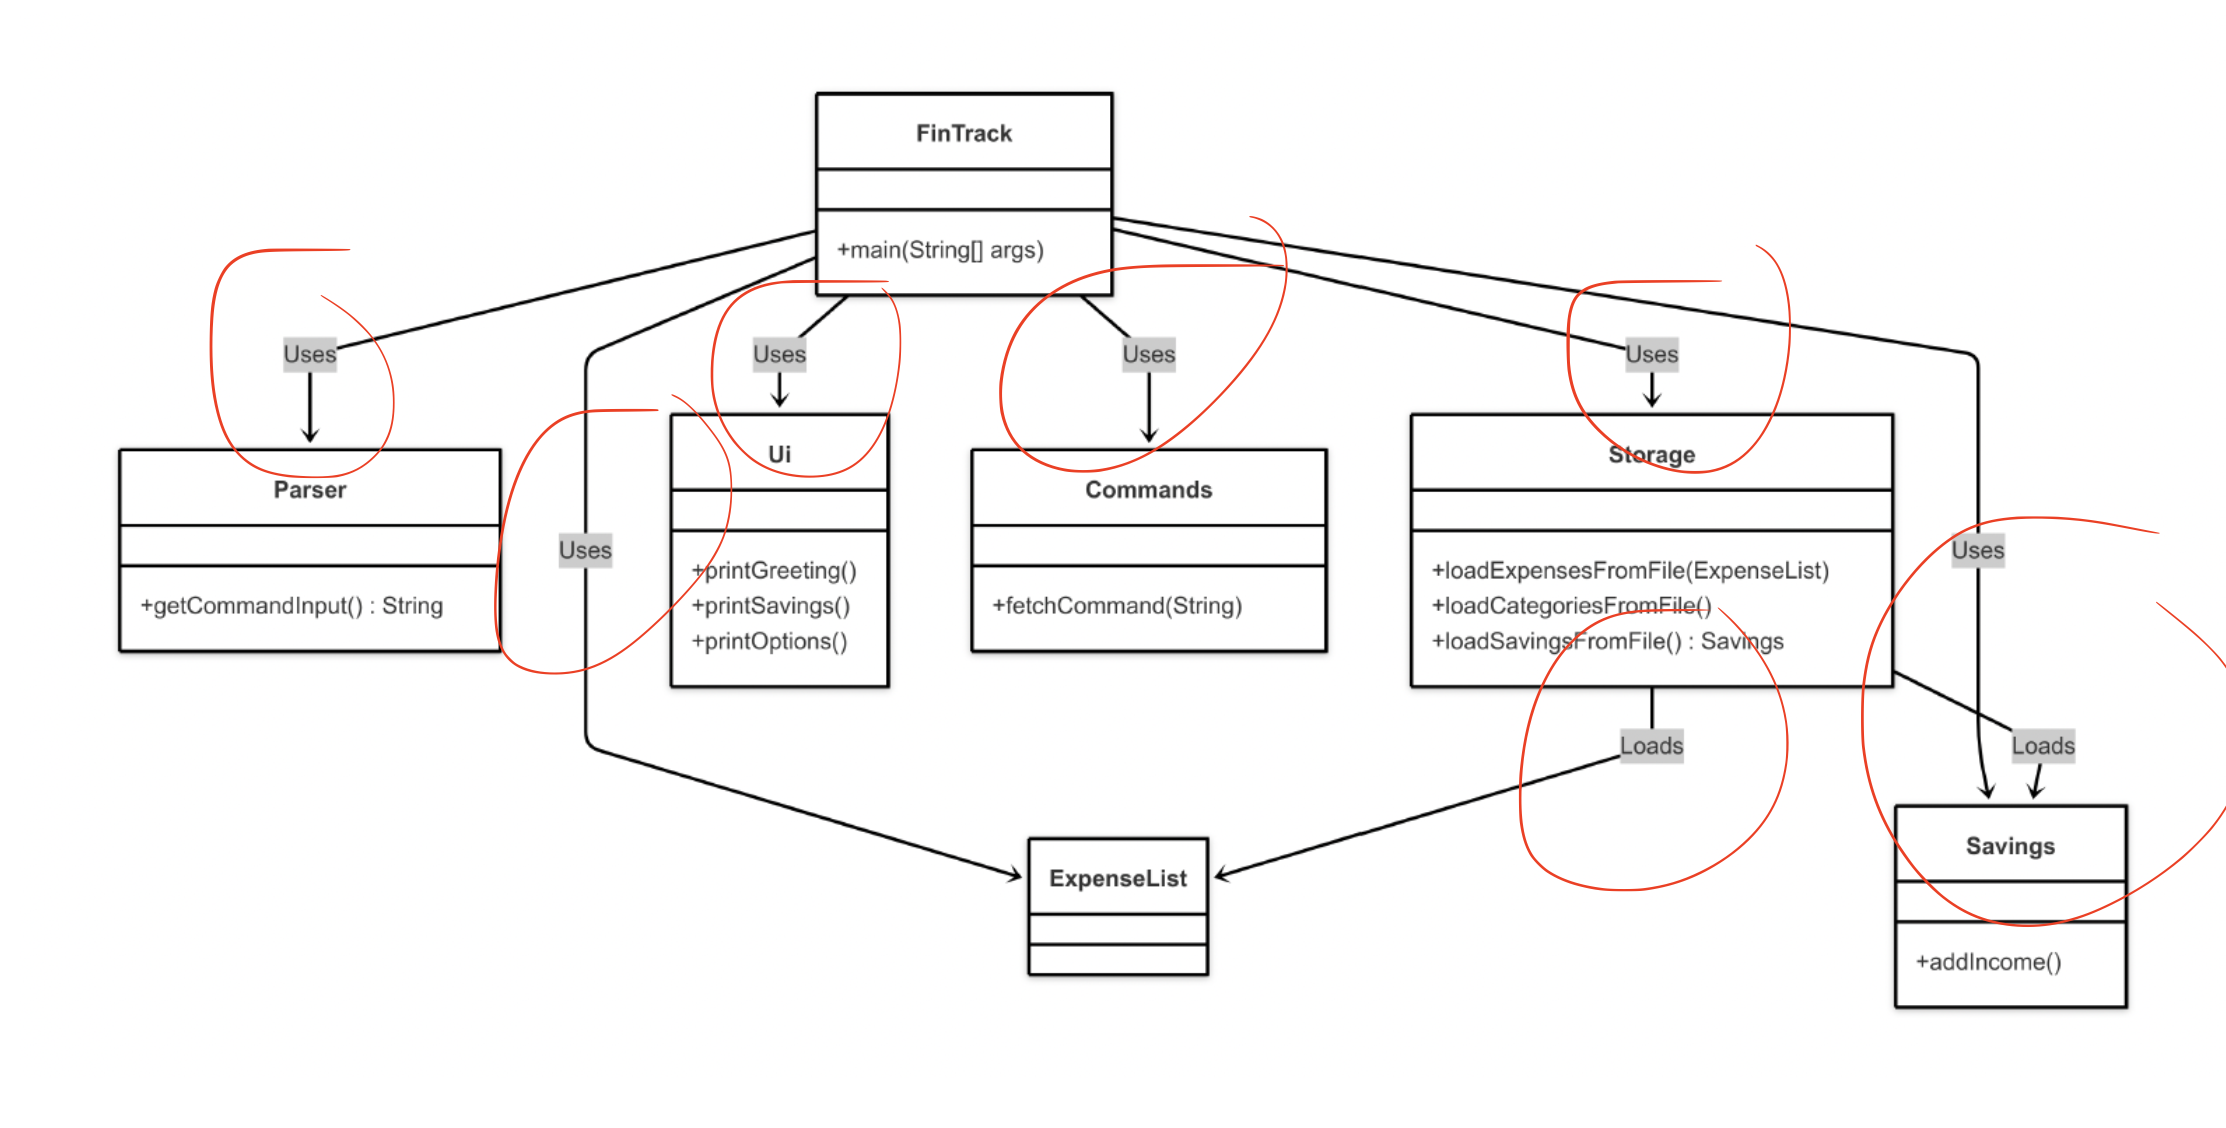 FinTrack
+main(String[] args)
Uses
Uses
Uses
Uses
Parser
+getCommandInput() : String
Uses
Ui
+printGreeting()
+printSavings()
+printOptions()
Commands
+fetchCommand(String)
Storage
+loadExpensesFromFile(ExpenseList)
+loadCategoriesFromFile()
+loadSavingsFromFile() : Savings
Uses
Loads
Loads
ExpenseList
Savings
+addIncome()